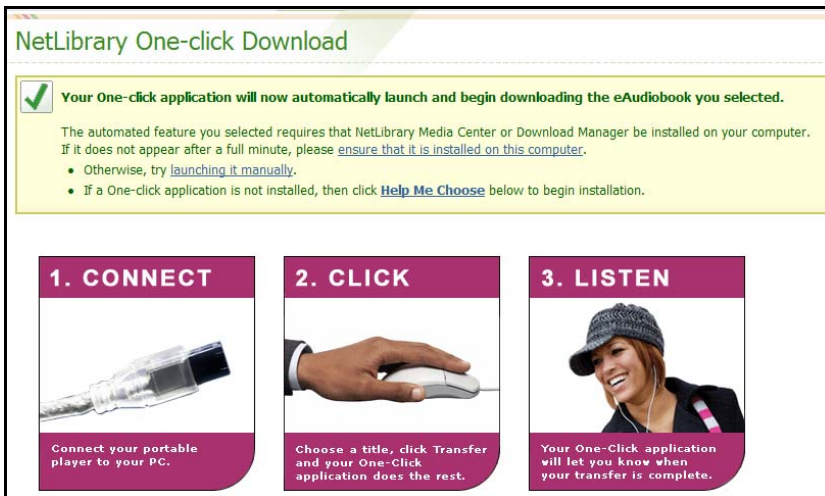 NetLibrary One-click Download
Your One-click application will now automatically launch and begin downloading the eAudiobook you selected.
The automated feature you selected requires that NetLibrary Media Center or Download Manager be installed on your computer.
If it does not appear after a full minute, please ensure that it is installed on this computer.
• Otherwise, try launching it manually.
• If a One-click application is not installed, then click Help Me Choose below to begin installation.
1. CONNECT
Connect your portable
player to your PC.
2. CLICK
Choose a title, click Transfer
and your One-Click
application does the rest.
3. LISTEN
Your One-Click application
will let you know when
your transfer is complete.